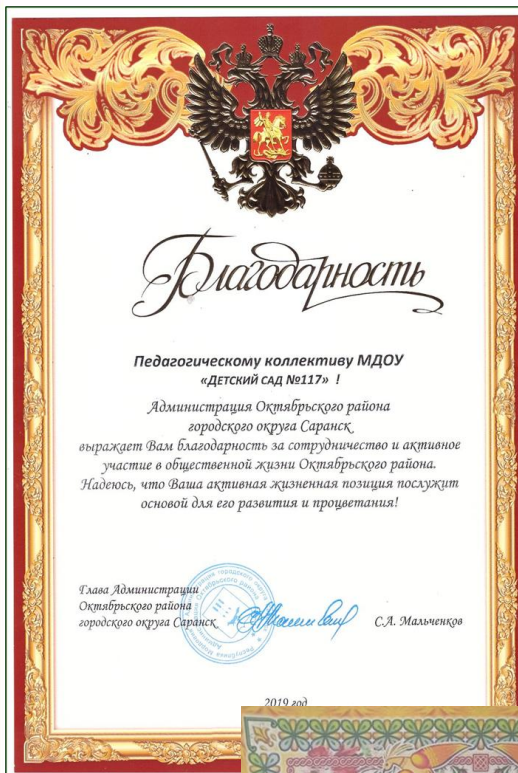 Благодарность
Педагогическому коллективу МДОУ
«ДЕТСКИЙ САД №117» !
Администрация Октябрьского района
городского округа Саранск
выражает Вам благодарность за сотрудничество и активное
участие в общественной жизни Октябрьского района.
Надеюсь, что Ваша активная жизненная позиция послужит
основой для его развития и процветания!
Глава Администрации
Октябрьского района
городского округа Саранск
С.А. Мальченков
2019 год